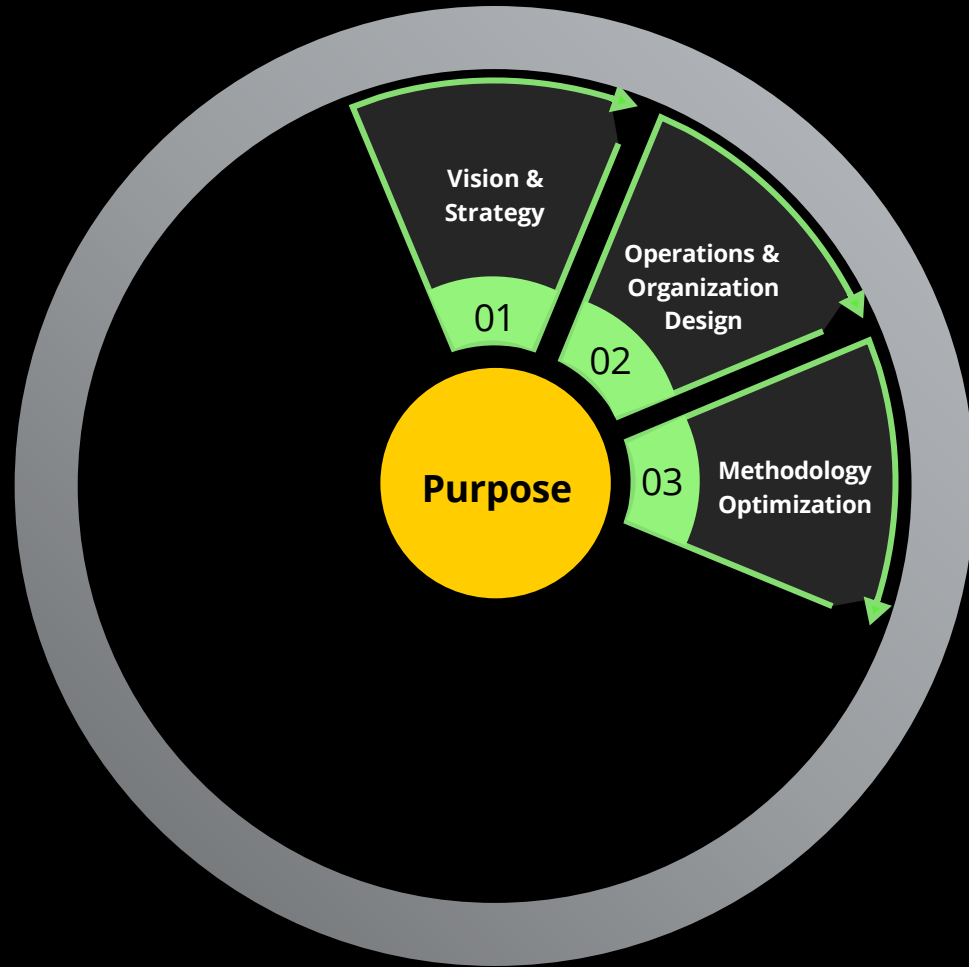 Vision &
Strategy
01
Operations &
Organization
Design
02
Methodology
Optimization
03
Purpose